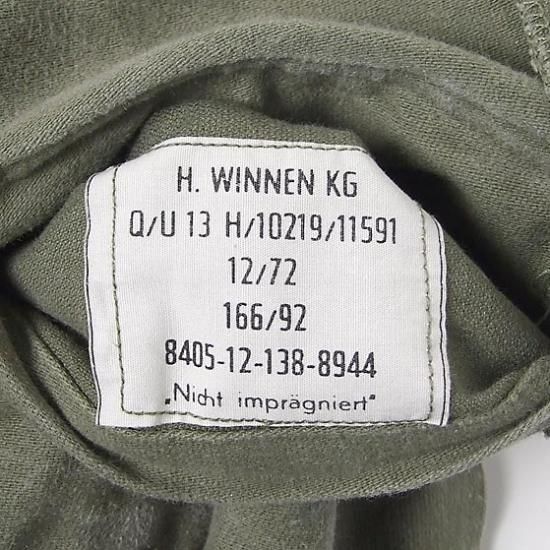 H. WINNEN KG
Q/U 13 H/10219/11591
12/72
166/92
8405-12-138-8944
„Nicht imprägniert“